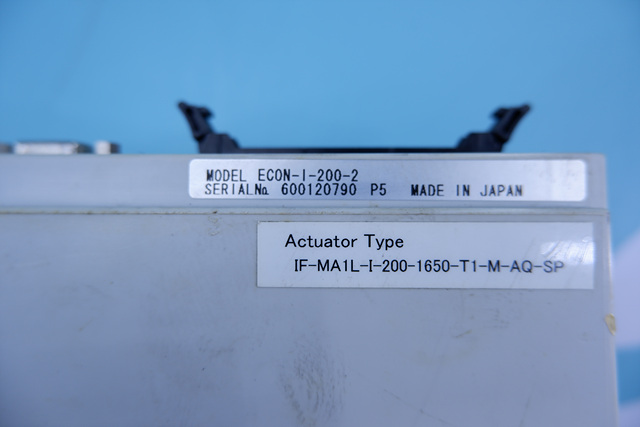 MODEL ECON-I-200-2
SERIAL№ 600120790 P5 MADE IN JAPAN
Actuator Type
IF-MA1L-I-200-1650-T1-M-AQ-SP